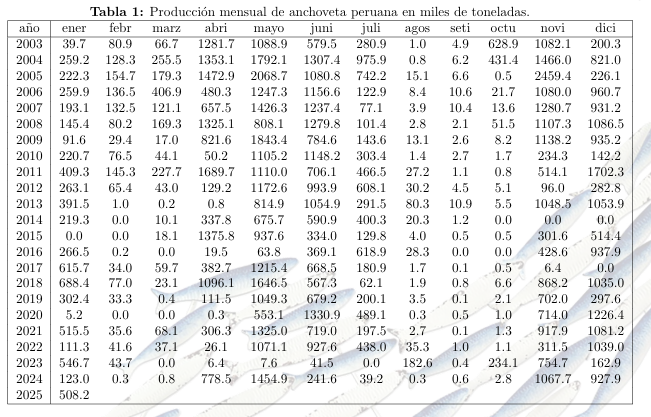 Tabla 1: Producción mensual de anchoveta peruana en miles de toneladas.
año ener febr marz abri mayo juni juli agos seti octu novi dici
2003 39.7 80.9 66.7 1281.7 1088.9 579.5 280.9 1.0 4.9 628.9 1082.1 200.3
2004 259.2 128.3 255.5 1353.1 1792.1 1307.4 975.9 0.8 6.2 431.4 1466.0 821.0
2005 222.3 154.7 179.3 1472.9 2068.7 1080.8 742.2 15.1 6.6 0.5 2459.4 226.1
2006 259.9 136.5 406.9 480.3 1247.3 1156.6 122.9 8.4 10.6 21.7 1080.0 960.7
2007 193.1 132.5 121.1 657.5 1426.3 1237.4 77.1 3.9 10.4 13.6 1280.7 931.2
2008 145.4 80.2 169.3 1325.1 808.1 1279.8 101.4 2.8 2.1 51.5 1107.3 1086.5
2009 91.6 29.4 17.0 821.6 1843.4 784.6 143.6 13.1 2.6 8.2 1138.2 935.2
2010 220.7 76.5 44.1 50.2 1105.2 1148.2 303.4 1.4 2.7 1.7 234.3 142.2
2011 409.3 145.3 227.7 1689.7 1110.0 706.1 466.5 27.2 1.1 0.8 514.1 1702.3
2012 263.1 65.4 43.0 129.2 1172.6 993.9 608.1 30.2 4.5 5.1 96.0 282.8
2013 391.5 1.0 0.2 0.8 814.9 1054.9 291.5 80.3 10.9 5.5 1048.5 1053.9
2014 219.3 0.0 10.1 337.8 675.7 590.9 400.3 20.3 1.2 0.0 0.0 0.0
2015 0.0 0.0 18.1 1375.8 937.6 334.0 129.8 4.0 0.5 0.5 301.6 514.4
2016 266.5 0.2 0.0 19.5 63.8 369.1 618.9 28.3 0.0 0.0 428.6 937.9
2017 615.7 34.0 59.7 382.7 1215.4 668.5 180.9 1.7 0.1 0.5 6.4 0.0
2018 688.4 77.0 23.1 1096.1 1646.5 567.3 62.1 1.9 0.8 6.6 868.2 1035.0
2019 302.4 33.3 0.4 111.5 1049.3 679.2 200.1 3.5 0.1 2.1 702.0 297.6
2020 5.2 0.0 0.0 0.3 553.1 1330.9 489.1 0.3 0.5 1.0 714.0 1226.4
2021 515.5 35.6 68.1 306.3 1325.0 719.0 197.5 2.7 0.1 1.3 917.9 1081.2
2022 111.3 41.6 37.1 26.1 1071.1 927.6 438.0 35.3 1.0 1.1 311.5 1039.0
2023 546.7 43.7 0.0 6.4 7.6 41.5 0.0 182.6 0.4 234.1 754.7 162.9
2024 123.0 0.3 0.8 778.5 1454.9 241.6 39.2 0.3 0.6 2.8 1067.7 927.9
2025 508.2